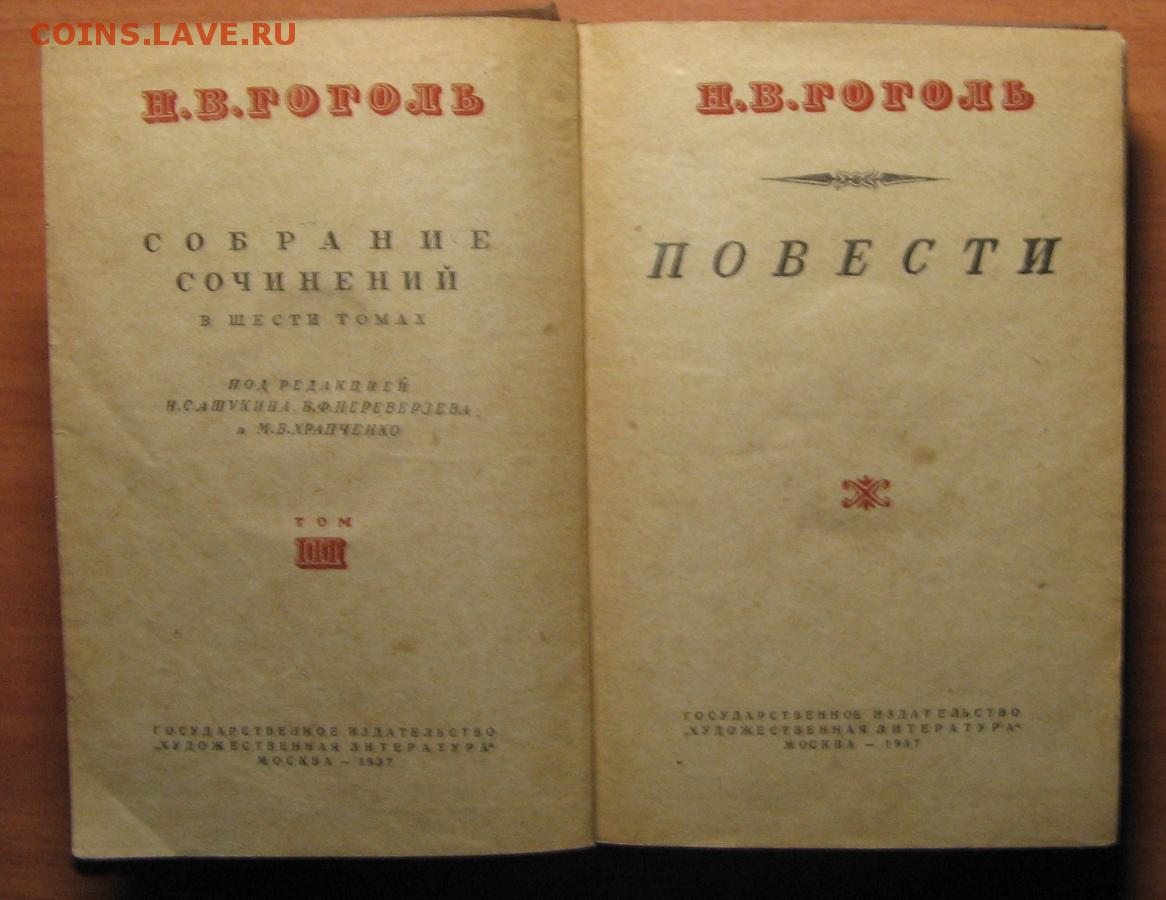 COINS.LAVE.RU
Н.В.ГОГОЛЬ
СОБРАНИЕ
СОЧИНЕНИЙ
В ШЕСТИ ТОМАХ
ПОД РЕДАКЦИЕЙ
Н.С.АШУКИНА, В.Ф.ПЕРЕВЕРЗЕВА
и М.Б.ХРАПЧЕНКО
ТОМ
III
ГОСУДАРСТВЕННОЕ ИЗДАТЕЛЬСТВО
„ХУДОЖЕСТВЕННАЯ ЛИТЕРАТУРА“
МОСКВА — 1937
Н.В.ГОГОЛЬ
ПОВЕСТИ
ГОСУДАРСТВЕННОЕ ИЗДАТЕЛЬСТВО
„ХУДОЖЕСТВЕННАЯ ЛИТЕРАТУРА“
МОСКВА — 1937